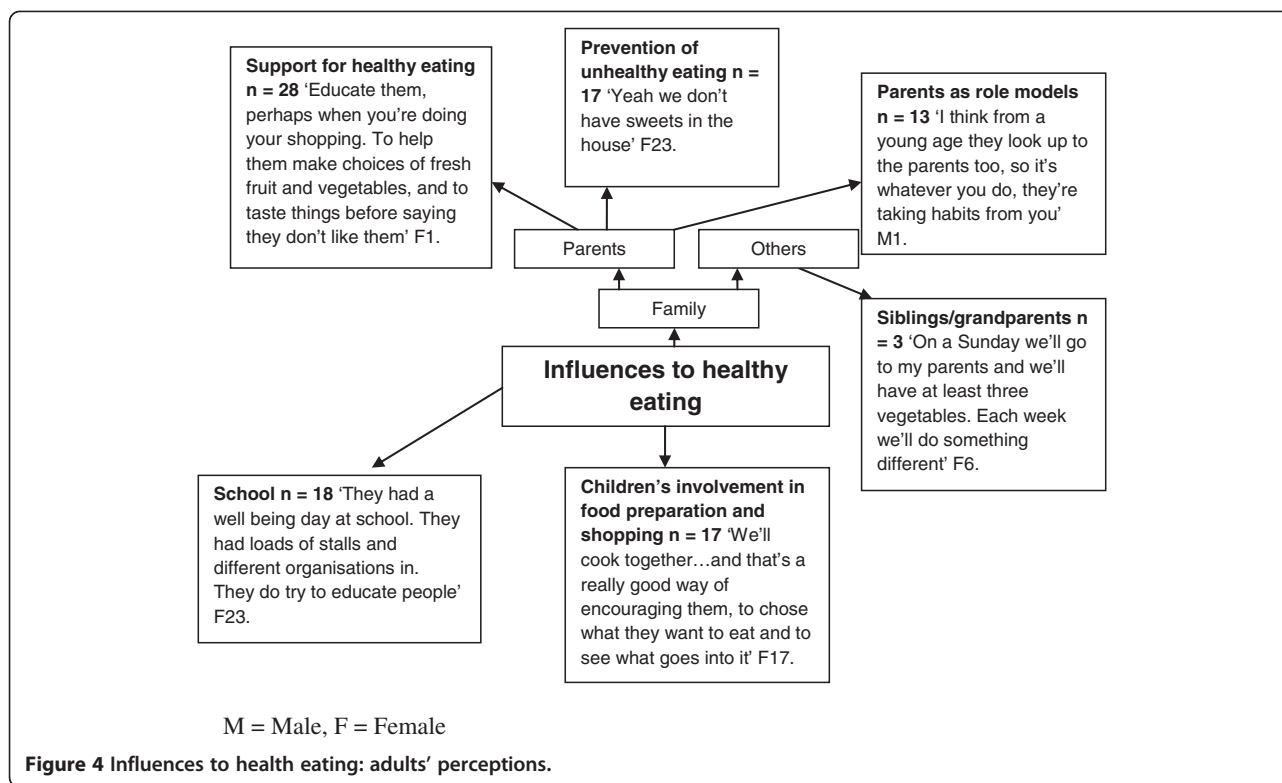 Support for healthy eating
n = 28 'Educate them,
perhaps when you're doing
your shopping. To help
them make choices of fresh
fruit and vegetables, and to
taste things before saying
they don't like them' F1.
Prevention of
unhealthy eating n =
17 'Yeah we don't
have sweets in the
house' F23.
Parents as role models
n = 13 'I think from a
young age they look up to
the parents too, so it's
whatever you do, they're
taking habits from you'
M1.
Parents
Others
Family
Siblings/grandparents n
= 3 'On a Sunday we'll go
to my parents and we'll
have at least three
vegetables. Each week
we'll do something
different' F6.
Influences to healthy
eating
School n = 18 'They had a
well being day at school. They
had loads of stalls and
different organisations in.
They do try to educate people'
F23.
Children's involvement in
food preparation and
shopping n = 17 'We'll
cook together…and that's a
really good way of
encouraging them, to chose
what they want to eat and to
see what goes into it' F17.
M = Male, F = Female
Figure 4 Influences to health eating: adults' perceptions.